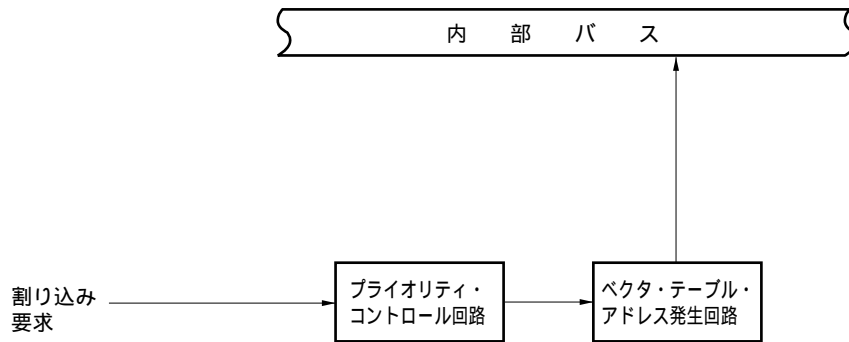 内 部 バ ス
割り込み
要求
プライオリティ・
コントロール回路
ベクタ・テーブル・
アドレス発生回路